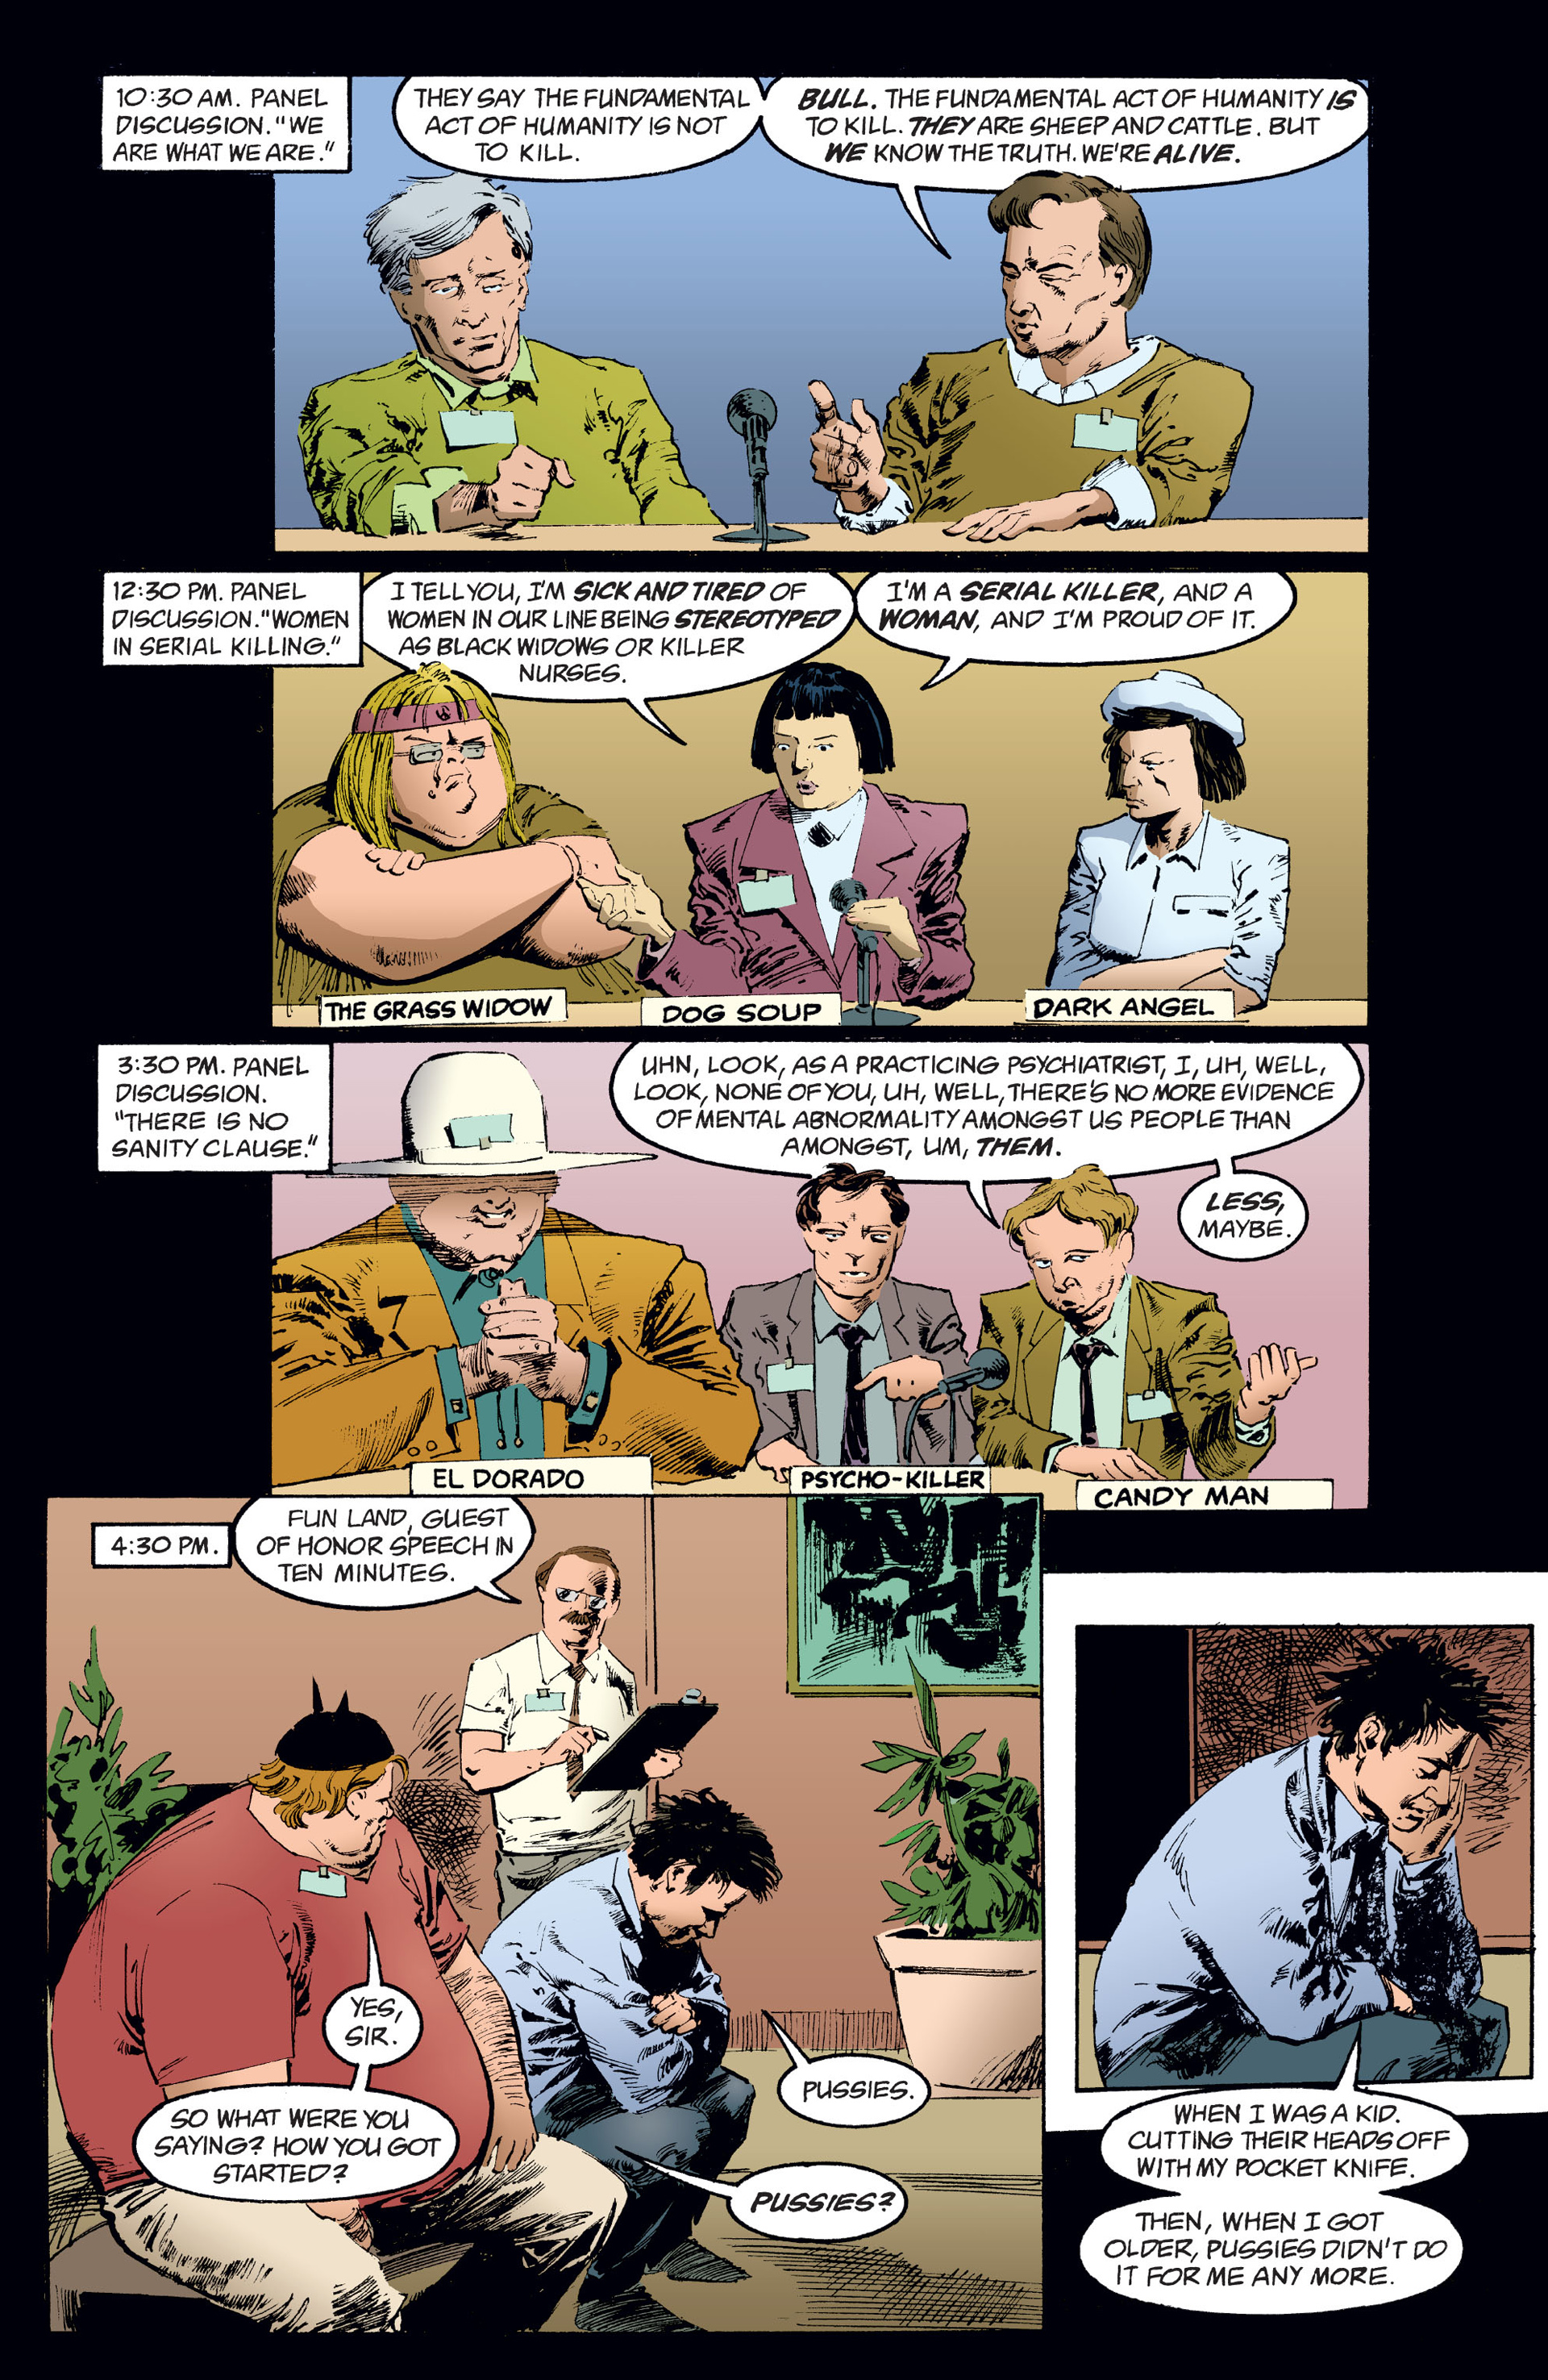 10:30 AM. PANEL
DISCUSSION. "WE
ARE WHAT WE ARE."
THEY SAY THE FUNDAMENTAL
ACT OF HUMANITY IS NOT
TO KILL.
BULL. THE FUNDAMENTAL ACT OF HUMANITY IS
TO KILL. THEY ARE SHEEP AND CATTLE. BUT
WE KNOW THE TRUTH. WE'RE ALIVE.
12:30 PM. PANEL
DISCUSSION. "WOMEN
IN SERIAL KILLING."
I TELL YOU, I'M SICK AND TIRED OF
WOMEN IN OUR LINE BEING STEREOTYPED
AS BLACK WIDOWS OR KILLER
NURSES.
I'M A SERIAL KILLER, AND A
WOMAN, AND I'M PROUD OF IT.
THE GRASS WIDOW
DOG SOUP
DARK ANGEL
3:30 PM. PANEL
DISCUSSION.
"THERE IS NO
SANITY CLAUSE."
UHN, LOOK, AS A PRACTICING PSYCHIATRIST, I, UH, WELL,
LOOK, NONE OF YOU, UH, WELL, THERE'S NO MORE EVIDENCE
OF MENTAL ABNORMALITY AMONGST US PEOPLE THAN
AMONGST, UM, THEM.
LESS,
MAYBE.
EL DORADO
PSYCHO-KILLER
CANDY MAN
4:30 PM.
FUN LAND, GUEST
OF HONOR SPEECH IN
TEN MINUTES.
YES,
SIR.
SO WHAT WERE YOU
SAYING? HOW YOU GOT
STARTED?
PUSSIES.
PUSSIES?
WHEN I WAS A KID.
CUTTING THEIR HEADS OFF
WITH MY POCKET KNIFE.
THEN, WHEN I GOT
OLDER, PUSSIES DIDN'T DO
IT FOR ME ANY MORE.